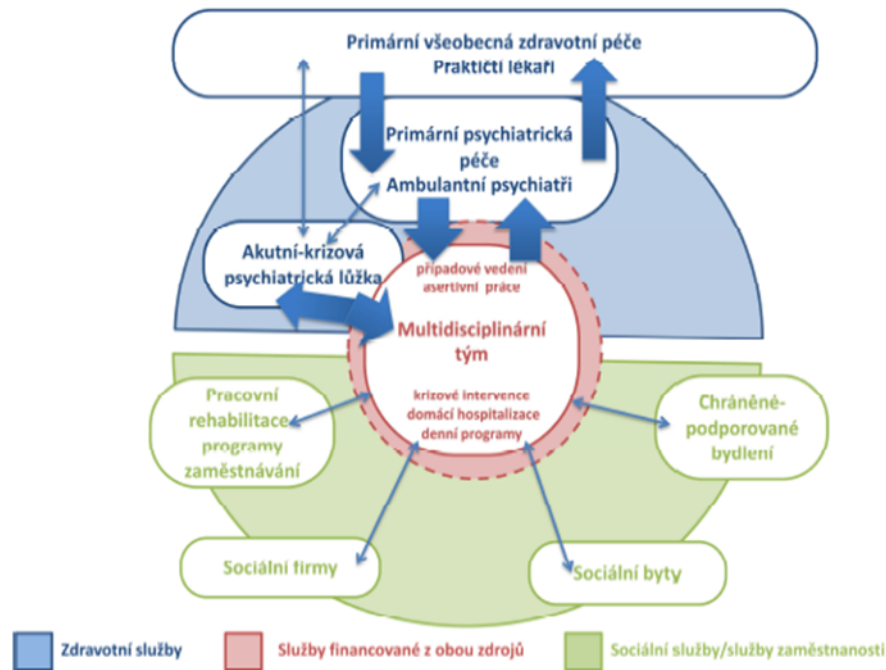 Primární všeobecná zdravotní péče
Praktičtí lékaři
Primární psychiatrická
péče
Ambulantní psychiatři
Akutní-krizová
psychiatrická lůžka
případové vedení
asertivní práce
Multidisciplinární
tým
krizové intervence
domácí hospitalizace
denní programy
Pracovní
rehabilitace
programy
zaměstnávání
Chráněné-
podporované
bydlení
Sociální firmy
Sociální byty
Zdravotní služby
Služby financované z obou zdrojů
Sociální služby/služby zaměstnanosti